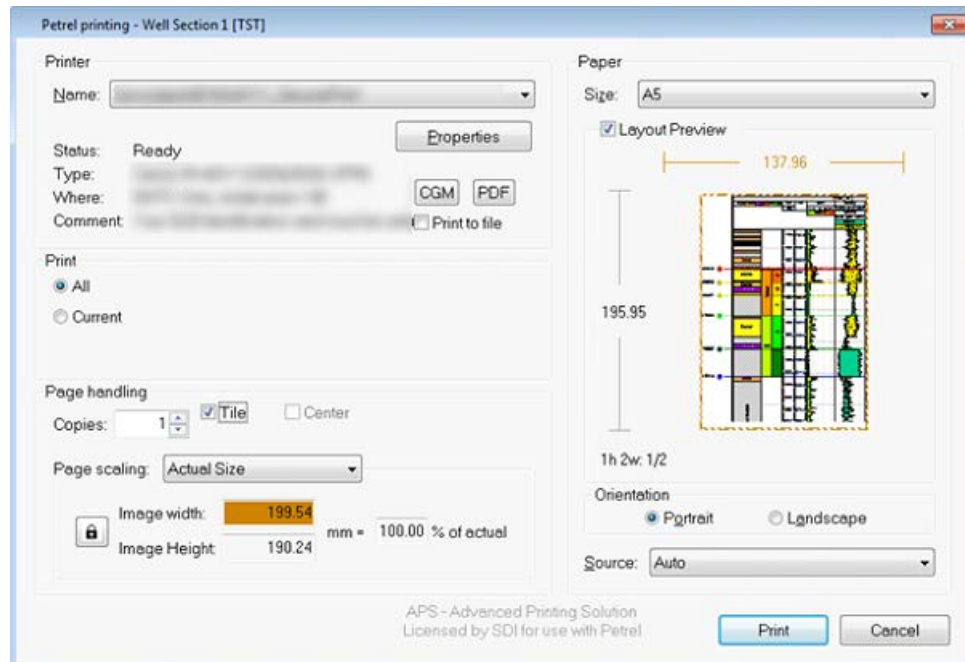 Petrel printing - Well Section 1 [TST]
Printer
Name:
Properties
Status: Ready
Type:
Where:
CGM PDF
Comment
Print to file
Print
All
Current
Page handling
Copies: 1 Tile Center
Page scaling: Actual Size
Image width: 199.54
mm = 100.00 % of actual
Image Height 190.24
Paper
Size: A5
Layout Preview
137.96
195.95
1h 2w: 1/2
Orientation
Portrait Landscape
Source: Auto
APS - Advanced Printing Solution
Licensed by SDI for use with Petrel
Print Cancel